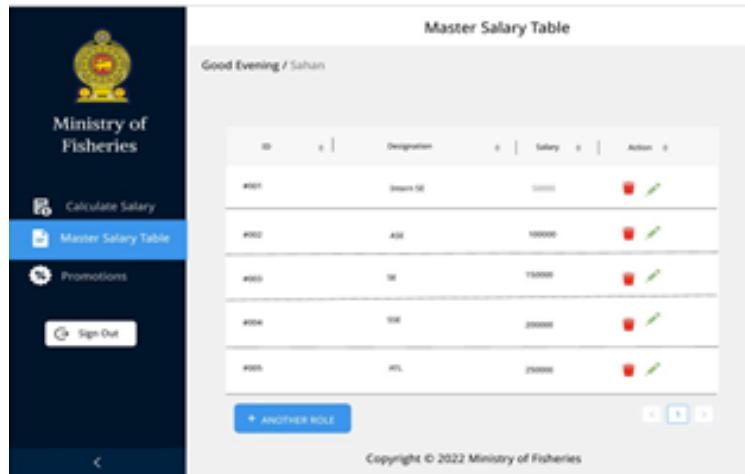 Master Salary Table
Good Evening / Sahan
Ministry of
Fisheries
Calculate Salary
Master Salary Table
Promotions
Sign Out
ID Designation Salary Action
#001 Intern SE 50000
#002 ASE 100000
#003 SE 150000
#004 SSE 200000
#005 ATL 250000
+ ANOTHER ROLE
< 1 >
Copyright © 2022 Ministry of Fisheries
<